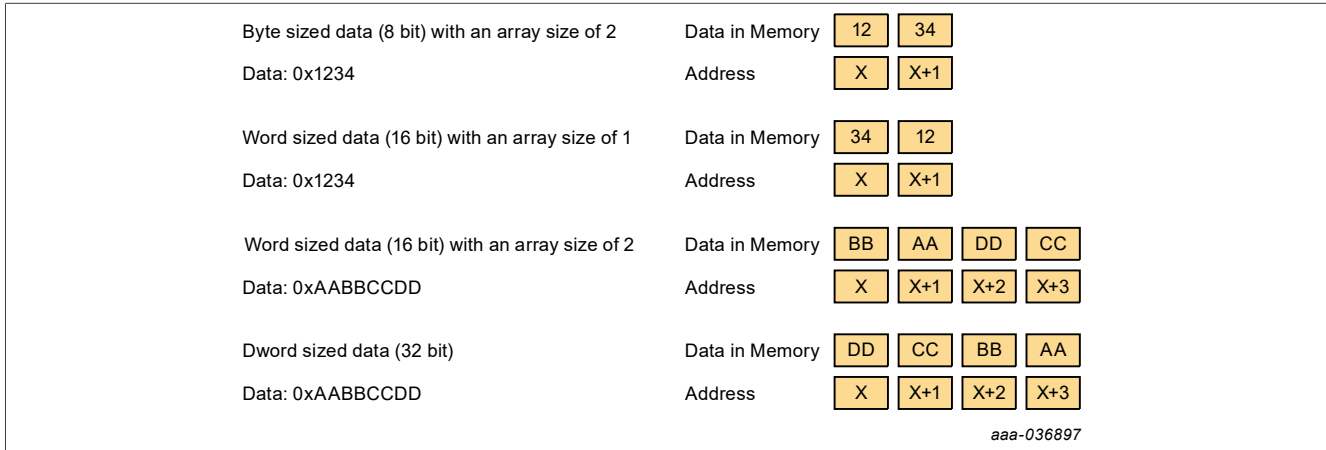 Byte sized data (8 bit) with an array size of 2 Data in Memory 12 34
Data: 0x1234 Address X X+1
Word sized data (16 bit) with an array size of 1 Data in Memory 34 12
Data: 0x1234 Address X X+1
Word sized data (16 bit) with an array size of 2 Data in Memory BB AA DD CC
Data: 0xAABBCCDD Address X X+1 X+2 X+3
Dword sized data (32 bit) Data in Memory DD CC BB AA
Data: 0xAABBCCDD Address X X+1 X+2 X+3
aaa-036897